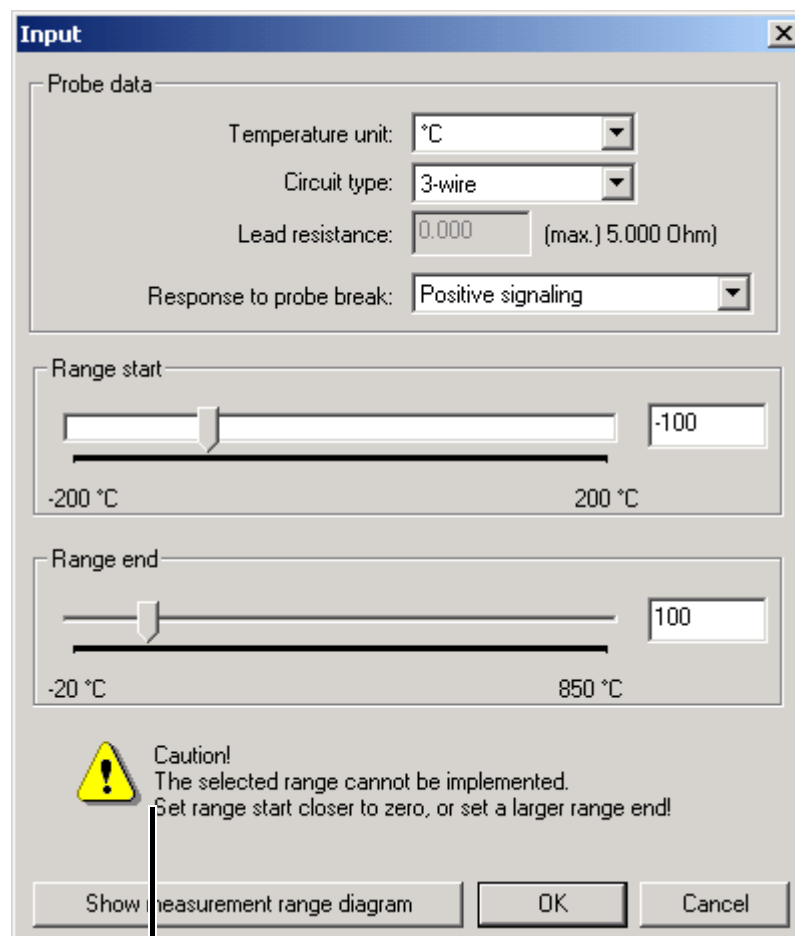 Input
Probe data
Temperature unit: °C
Circuit type: 3-wire
Lead resistance: 0.000 (max.) 5.000 Ohm)
Response to probe break: Positive signaling
Range start
-100
-200 °C 200 °C
Range end
100
-20 °C 850 °C
Caution!
The selected range cannot be implemented.
Set range start closer to zero, or set a larger range end!
Show measurement range diagram OK Cancel